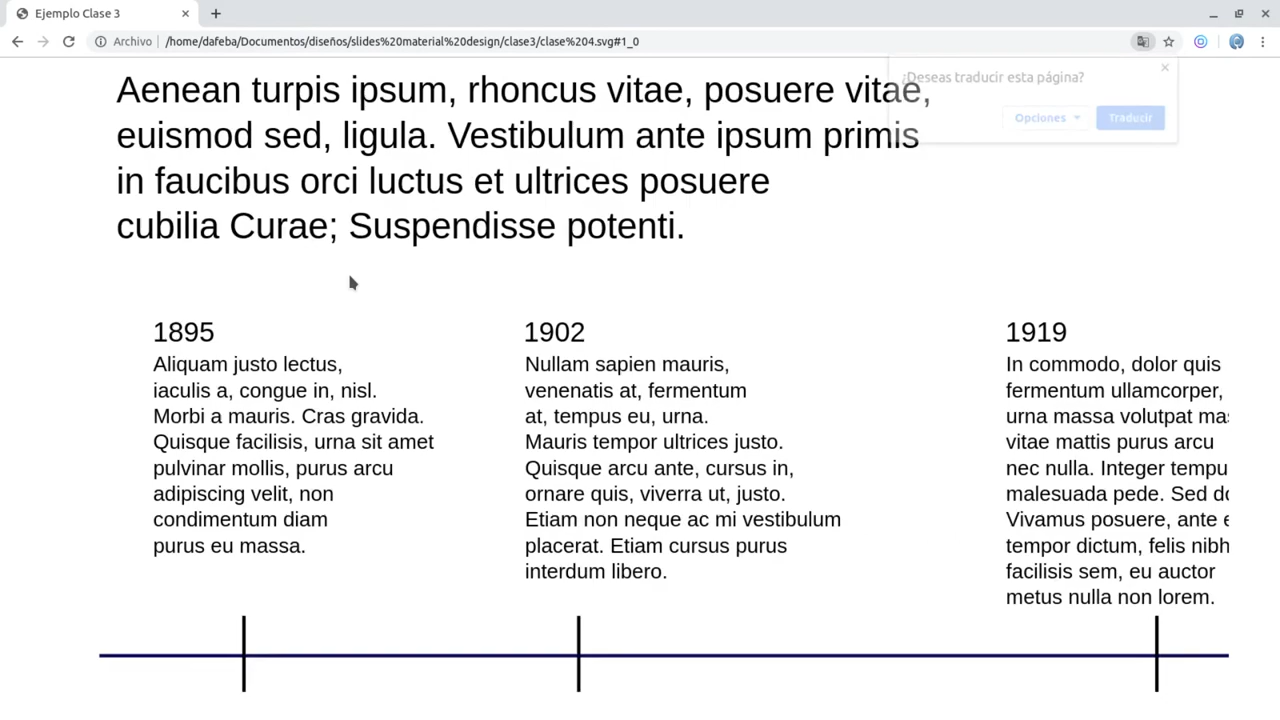 Ejemplo Clase 3
Archivo
/home/dafeba/Documentos/diseños/slides%20material%20design/clase3/clase%204.svg#1_0
¿Deseas traducir esta página?
Opciones
Traducir
Aenean turpis ipsum, rhoncus vitae, posuere vitae,
euismod sed, ligula. Vestibulum ante ipsum primis
in faucibus orci luctus et ultrices posuere
cubilia Curae; Suspendisse potenti.
1895
Aliquam justo lectus,
iaculis a, congue in, nisl.
Morbi a mauris. Cras gravida.
Quisque facilisis, urna sit amet
pulvinar mollis, purus arcu
adipiscing velit, non
condimentum diam
purus eu massa.
1902
Nullam sapien mauris,
venenatis at, fermentum
at, tempus eu, urna.
Mauris tempor ultrices justo.
Quisque arcu ante, cursus in,
ornare quis, viverra ut, justo.
Etiam non neque ac mi vestibulum
placerat. Etiam cursus purus
interdum libero.
1919
In commodo, dolor quis
fermentum ullamcorper,
urna massa volutpat
vitae mattis purus arcu
nec nulla. Integer
malesuada pede. Sed
Vivamus posuere, ante
tempor dictum, felis nibh
facilisis sem, eu auctor
metus nulla non lorem.